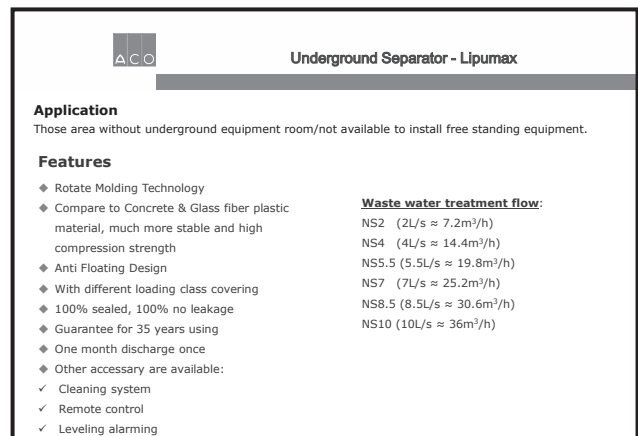 ACO
Underground Separator - Lipumax
Application
Those area without underground equipment room/not available to install free standing equipment.
Features
◆ Rotate Molding Technology
◆ Compare to Concrete & Glass fiber plastic
material, much more stable and high
compression strength
◆ Anti Floating Design
◆ With different loading class covering
◆ 100% sealed, 100% no leakage
◆ Guarantee for 35 years using
◆ One month discharge once
◆ Other accessary are available:
✓ Cleaning system
✓ Remote control
✓ Leveling alarming
Waste water treatment flow:
NS2 (2L/s ≈ 7.2m³/h)
NS4 (4L/s ≈ 14.4m³/h)
NS5.5 (5.5L/s ≈ 19.8m³/h)
NS7 (7L/s ≈ 25.2m³/h)
NS8.5 (8.5L/s ≈ 30.6m³/h)
NS10 (10L/s ≈ 36m³/h)